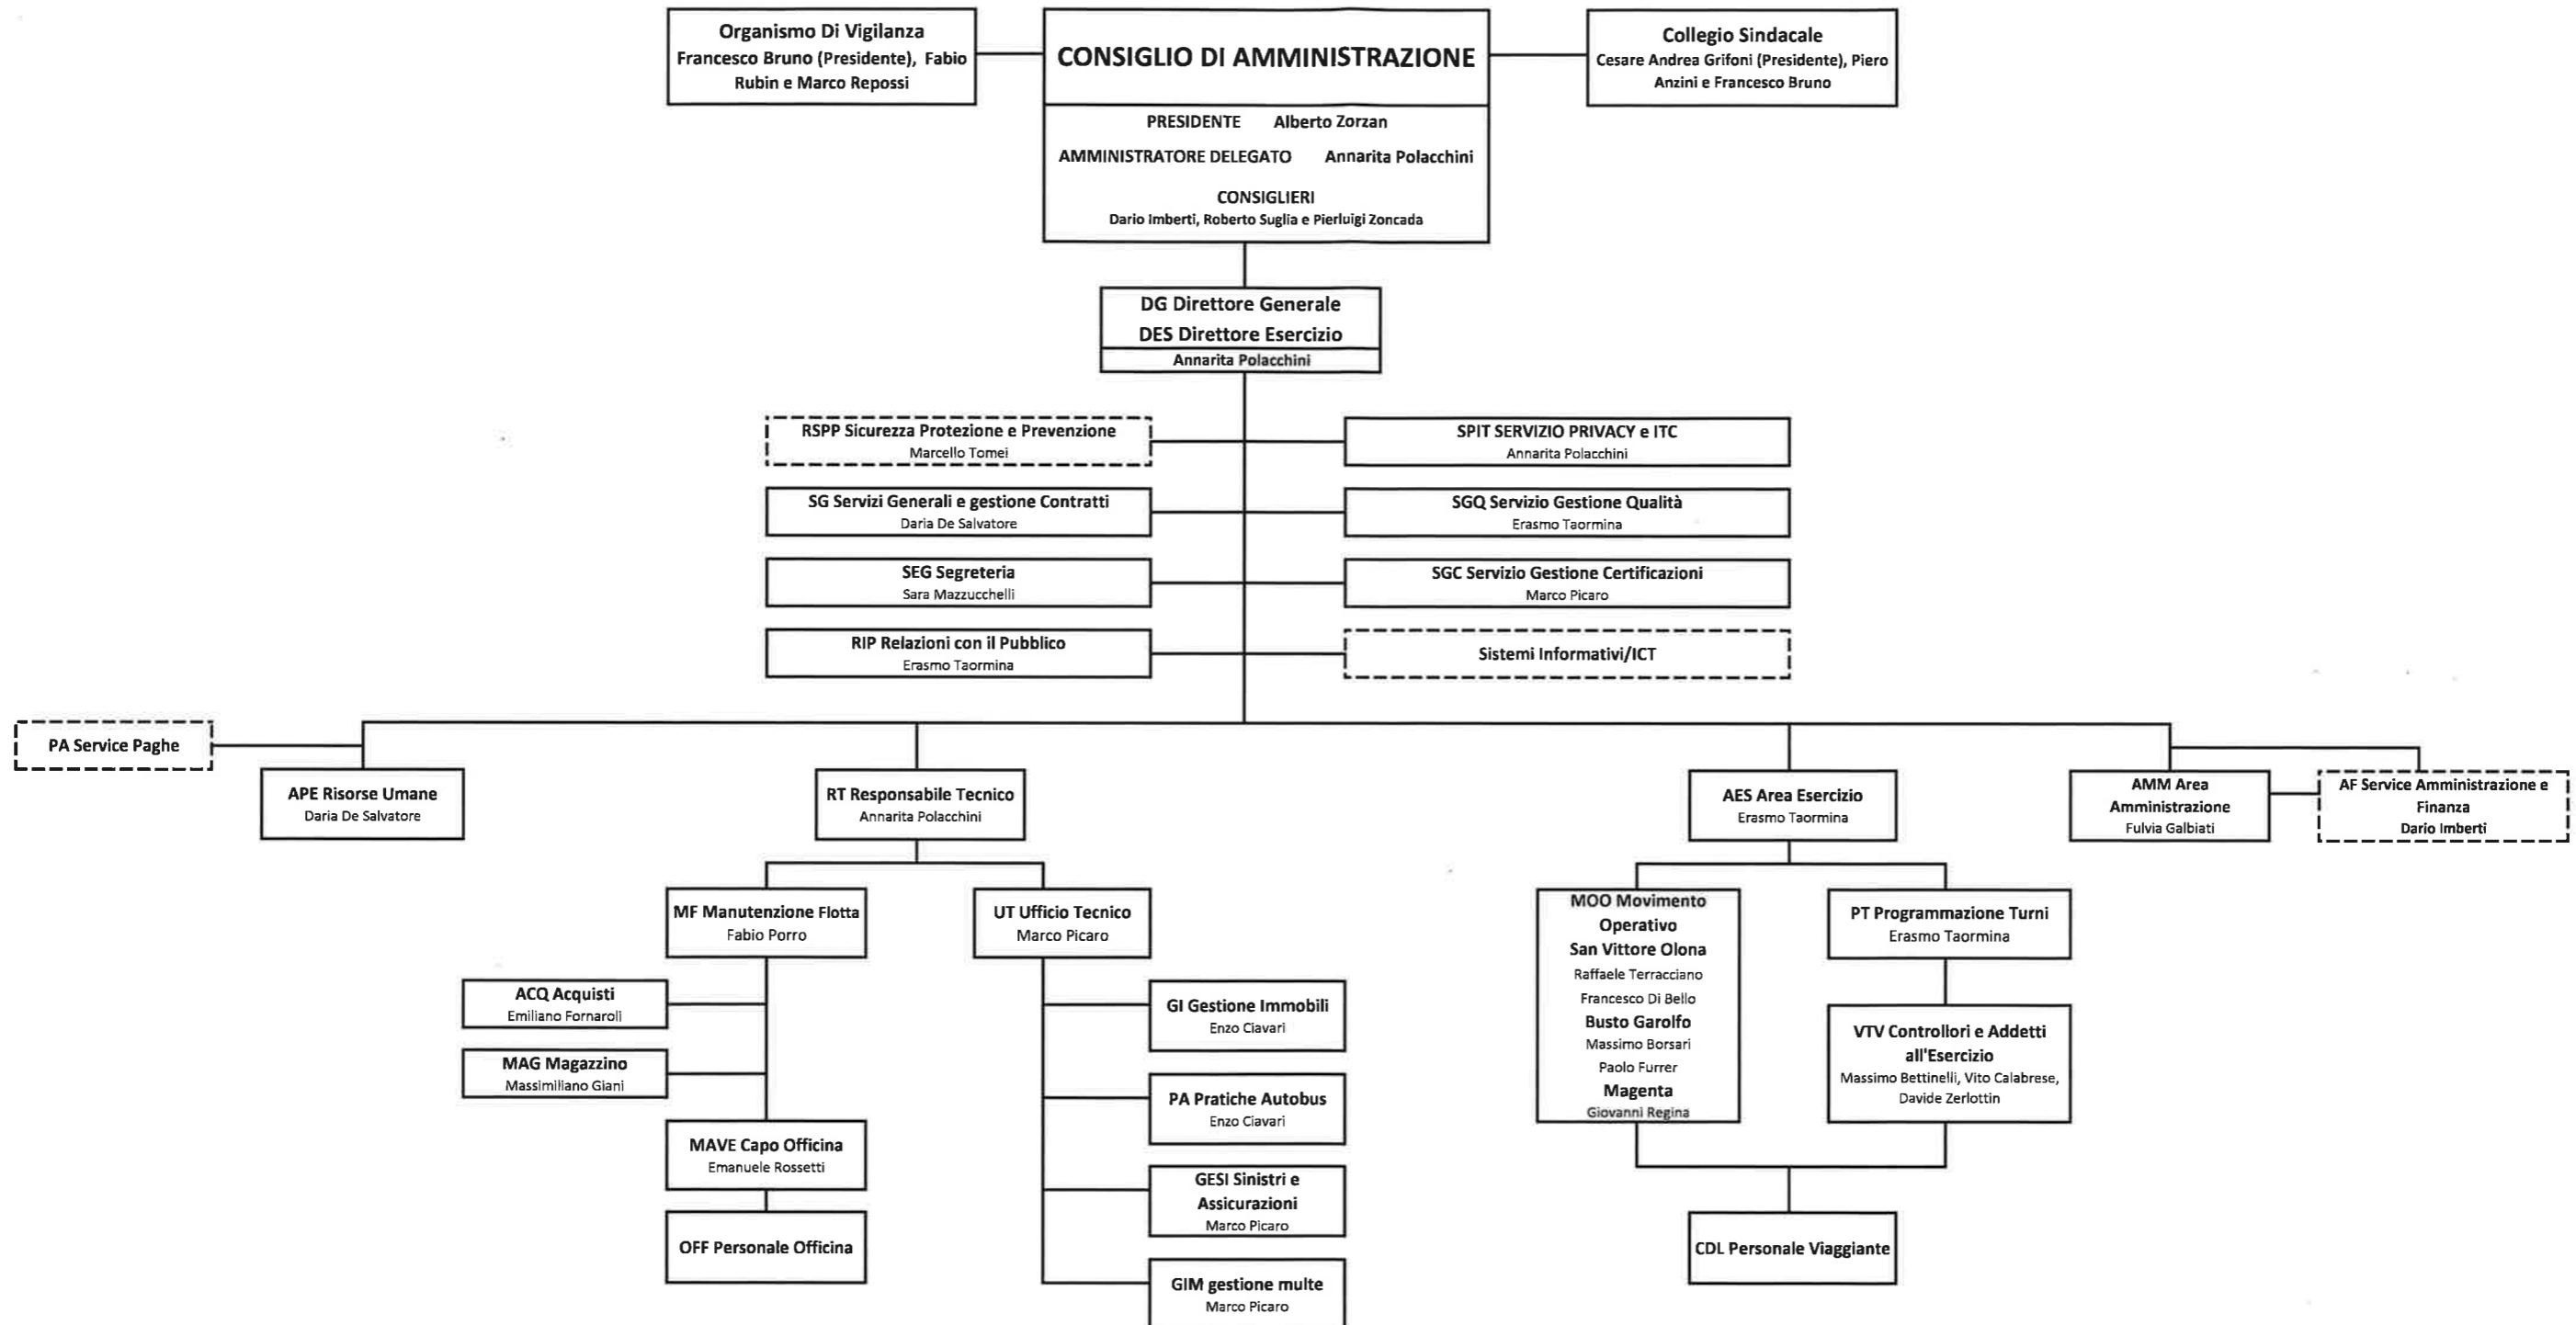 Organismo Di Vigilanza
Francesco Bruno (Presidente), Fabio
Rubin e Marco Repossi
CONSIGLIO DI AMMINISTRAZIONE
Collegio Sindacale
Cesare Andrea Grifoni (Presidente), Piero
Anzini e Francesco Bruno
PRESIDENTE Alberto Zorzan
AMMINISTRATORE DELEGATO Annarita Polacchini
CONSIGLIERI
Dario Imberti, Roberto Suglia e Pierluigi Zoncada
DG Direttore Generale
DES Direttore Esercizio
Annarita Polacchini
RSPP Sicurezza Protezione e Prevenzione
Marcello Tomei
SPIT SERVIZIO PRIVACY e ITC
Annarita Polacchini
SG Servizi Generali e gestione Contratti
Daria De Salvatore
SGQ Servizio Gestione Qualità
Erasmo Taormina
SEG Segreteria
Sara Mazzucchelli
SGC Servizio Gestione Certificazioni
Marco Picaro
RIP Relazioni con il Pubblico
Erasmo Taormina
Sistemi Informativi/ICT
PA Service Paghe
APE Risorse Umane
Daria De Salvatore
RT Responsabile Tecnico
Annarita Polacchini
AES Area Esercizio
Erasmo Taormina
AMM Area
Amministrazione
Fulvia Galbiati
AF Service Amministrazione e
Finanza
Dario Imberti
MF Manutenzione Flotta
Fabio Porro
UT Ufficio Tecnico
Marco Picaro
MOO Movimento
Operativo
San Vittore Olona
Raffaele Terracciano
Francesco Di Bello
Busto Garolfo
Massimo Borsari
Paolo Furrer
Magenta
Giovanni Regina
PT Programmazione Turni
Erasmo Taormina
ACQ Acquisti
Emiliano Fornaroli
MAG Magazzino
Massimiliano Giani
GI Gestione Immobili
Enzo Ciavari
VTV Controllori e Addetti
all'Esercizio
Massimo Bettinelli, Vito Calabrese,
Davide Zerlottin
PA Pratiche Autobus
Enzo Ciavari
MAVE Capo Officina
Emanuele Rossetti
GESI Sinistri e
Assicurazioni
Marco Picaro
OFF Personale Officina
CDL Personale Viaggiante
GIM gestione multe
Marco Picaro